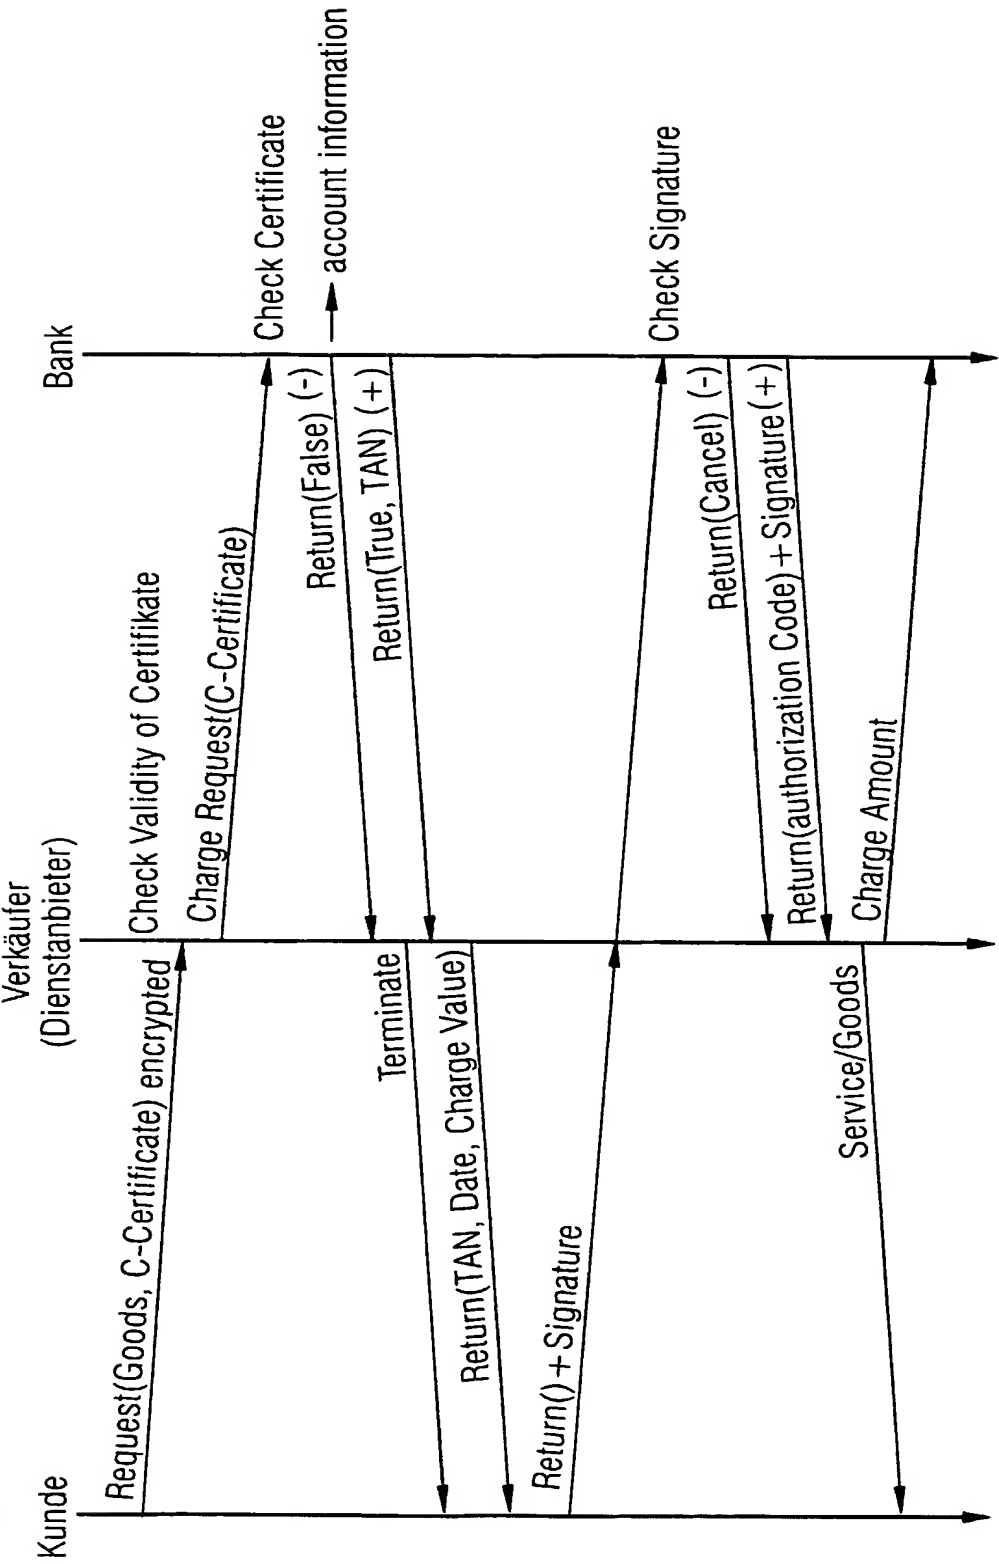 Kunde
Verkäufer
(Dienstanbieter)
Bank
Request(Goods, C-Certificate) encrypted
Check Validity of Certifikate
Charge Request(C-Certificate)
Check Certificate
Return(False) (-)
account information
Return(True, TAN) (+)
Terminate
Return(TAN, Date, Charge Value)
Return()+Signature
Check Signature
Return(Cancel) (-)
Return(authorization Code)+Signature(+)
Service/Goods
Charge Amount